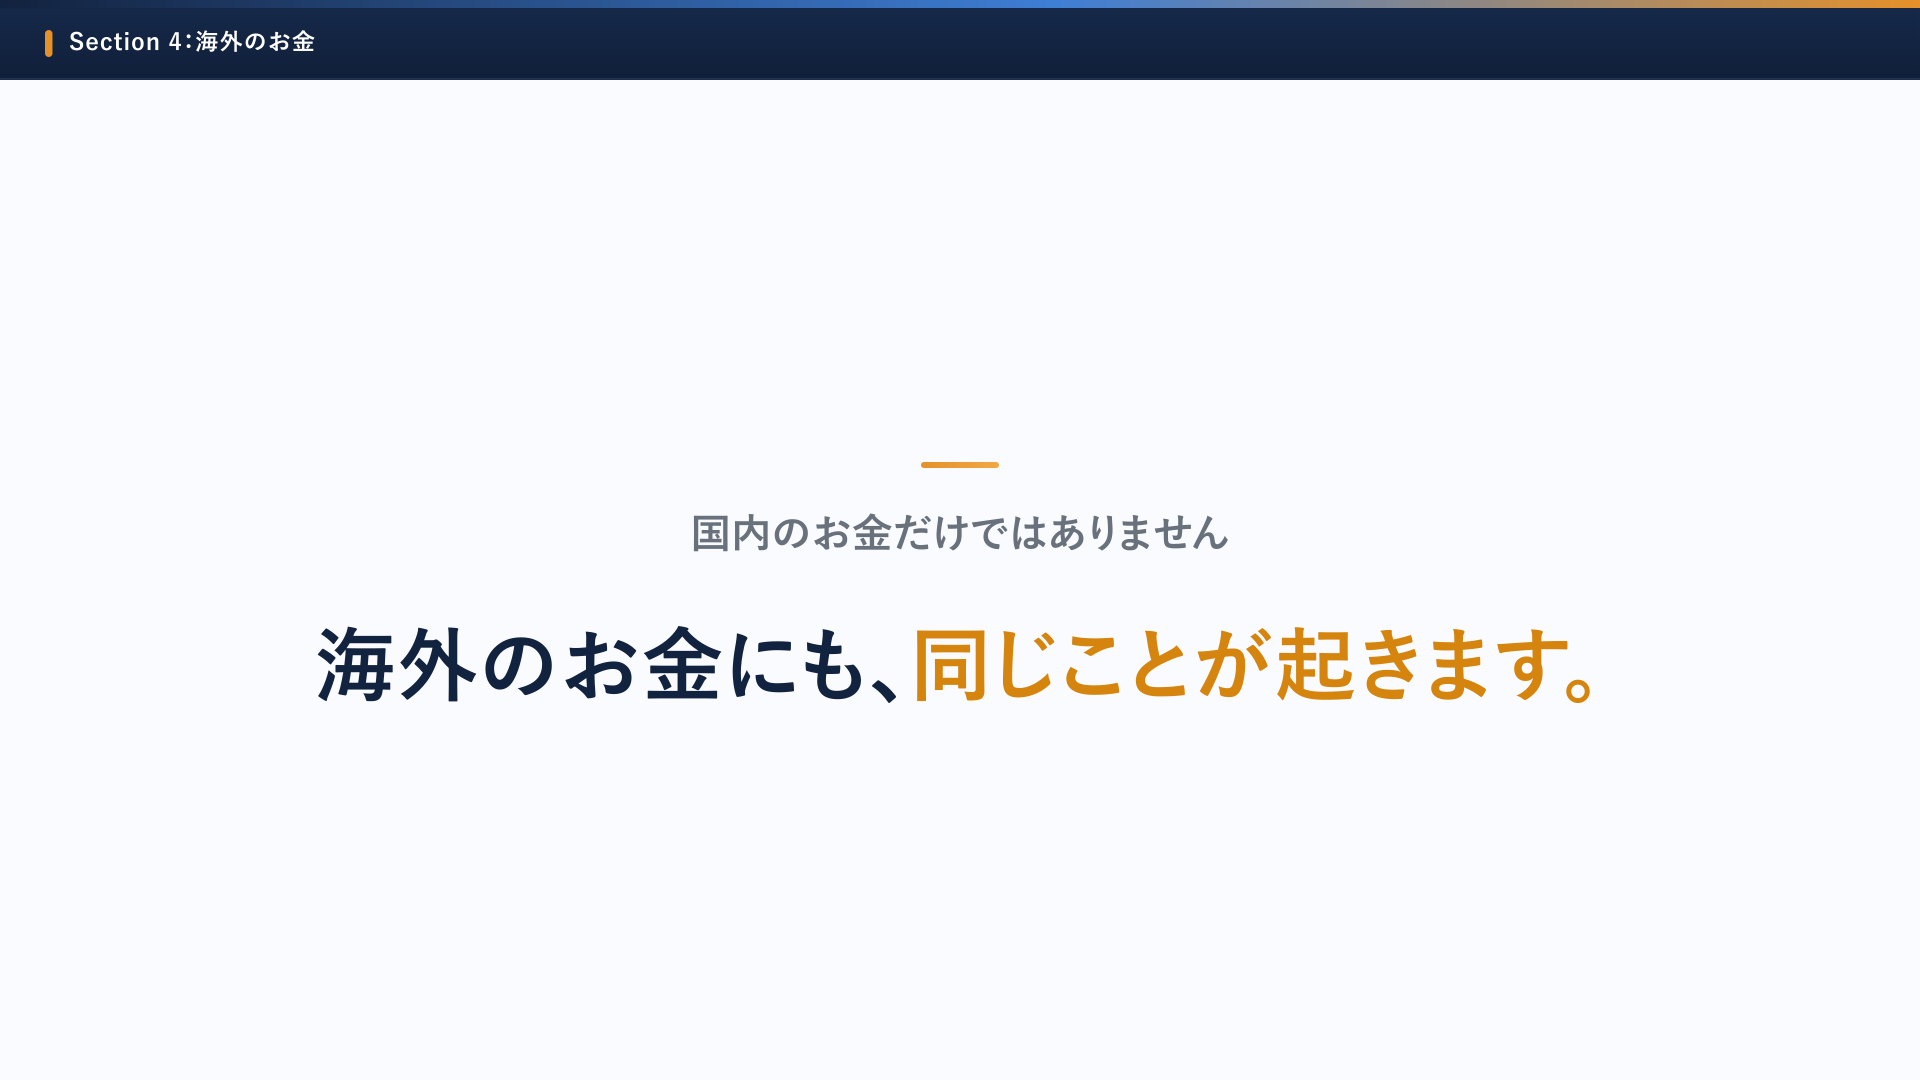 Section 4：海外のお金
国内のお金だけではありません
海外のお金にも、同じことが起きます。